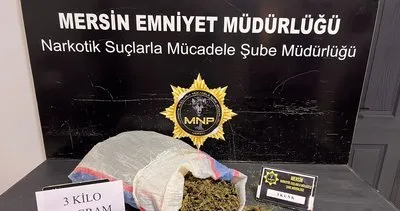 MERSİN EMNİYET MÜDÜRLÜĞÜ
Narkotik Suçlarla Mücadele Şube Müdürlüğü
MNP
3 KİLO
MERSİN